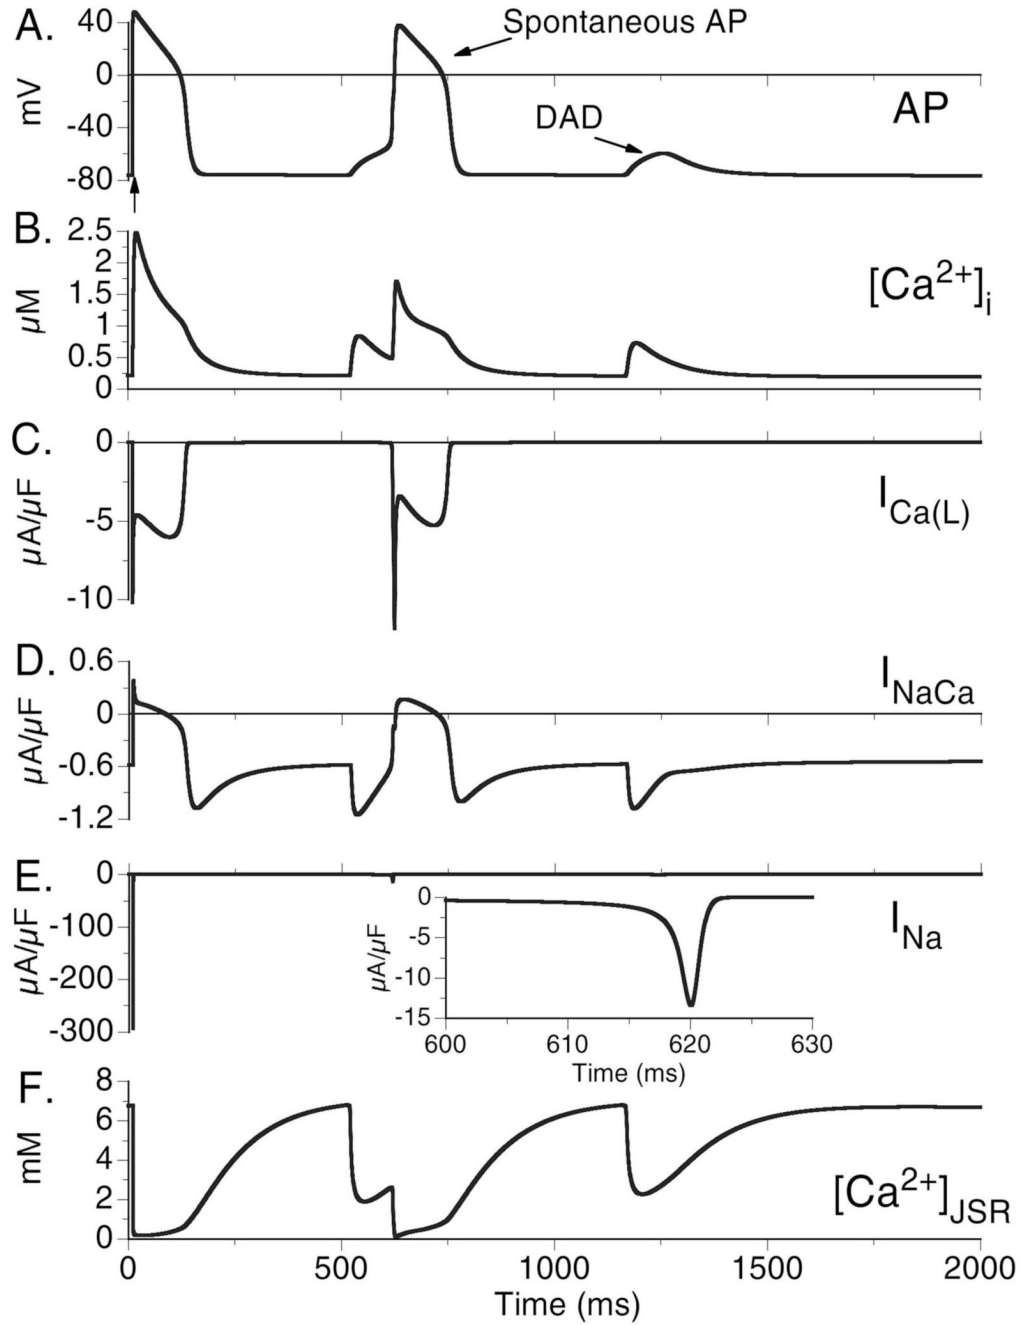 A.
40
0
-40
-80
mV
Spontaneous AP
DAD
AP
B.
2.5
2
1.5
1
0.5
0
µM
[Ca2+]i
C.
0
-5
-10
µA/µF
ICa(L)
D.
0.6
0
-0.6
-1.2
µA/µF
INaCa
E.
0
-100
-200
-300
µA/µF
INa
0
-5
-10
-15
µA/µF
600 610 620 630
Time (ms)
F.
8
6
4
2
0
mM
[Ca2+]JSR
0 500 1000 1500 2000
Time (ms)